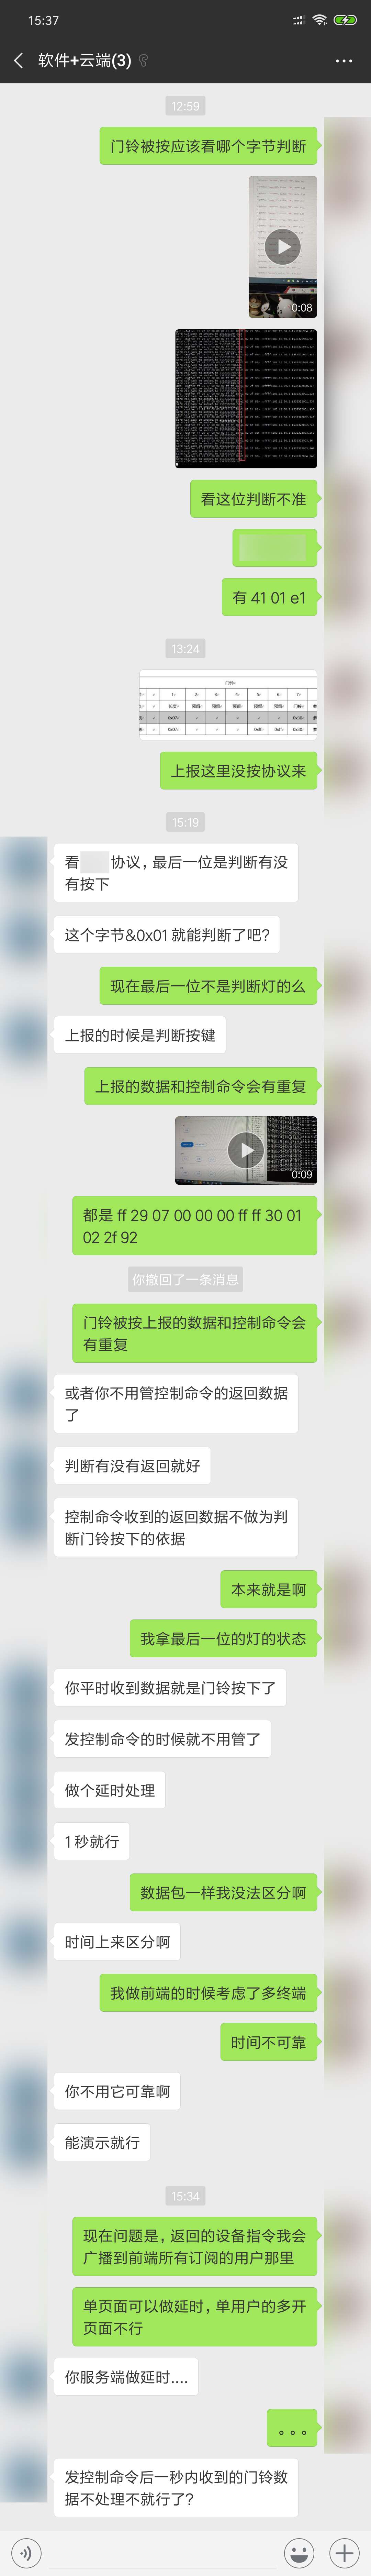 15:37
软件+云端(3)
12:59
门铃被按应该看哪个字节判断
0:08
看这位判断不准
有 41 01 e1
13:24
上报这里没按协议来
15:19
看 协议，最后一位是判断有没
有按下
这个字节&0x01就能判断了吧?
现在最后一位不是判断灯的么
上报的时候是判断按键
上报的数据和控制命令会有重复
0:09
都是 ff 29 07 00 00 00 ff ff 30 01
02 2f 92
你撤回了一条消息
门铃被按上报的数据和控制命令会
有重复
或者你不用管控制命令的返回数据
了
判断有没有返回就好
控制命令收到的返回数据不做为判
断门铃按下的依据
本来就是啊
我拿最后一位的灯的状态
你平时收到数据就是门铃按下了
发控制命令的时候就不用管了
做个延时处理
1秒就行
数据包一样我没法区分啊
时间上来区分啊
我做前端的时候考虑了多终端
时间不可靠
你不用它可靠啊
能演示就行
15:34
现在问题是，返回的设备指令我会
广播到前端所有订阅的用户那里
单页面可以做延时，单用户的多开
页面不行
你服务端做延时....
。。。
发控制命令后一秒内收到的门铃数
据不处理不就行了?